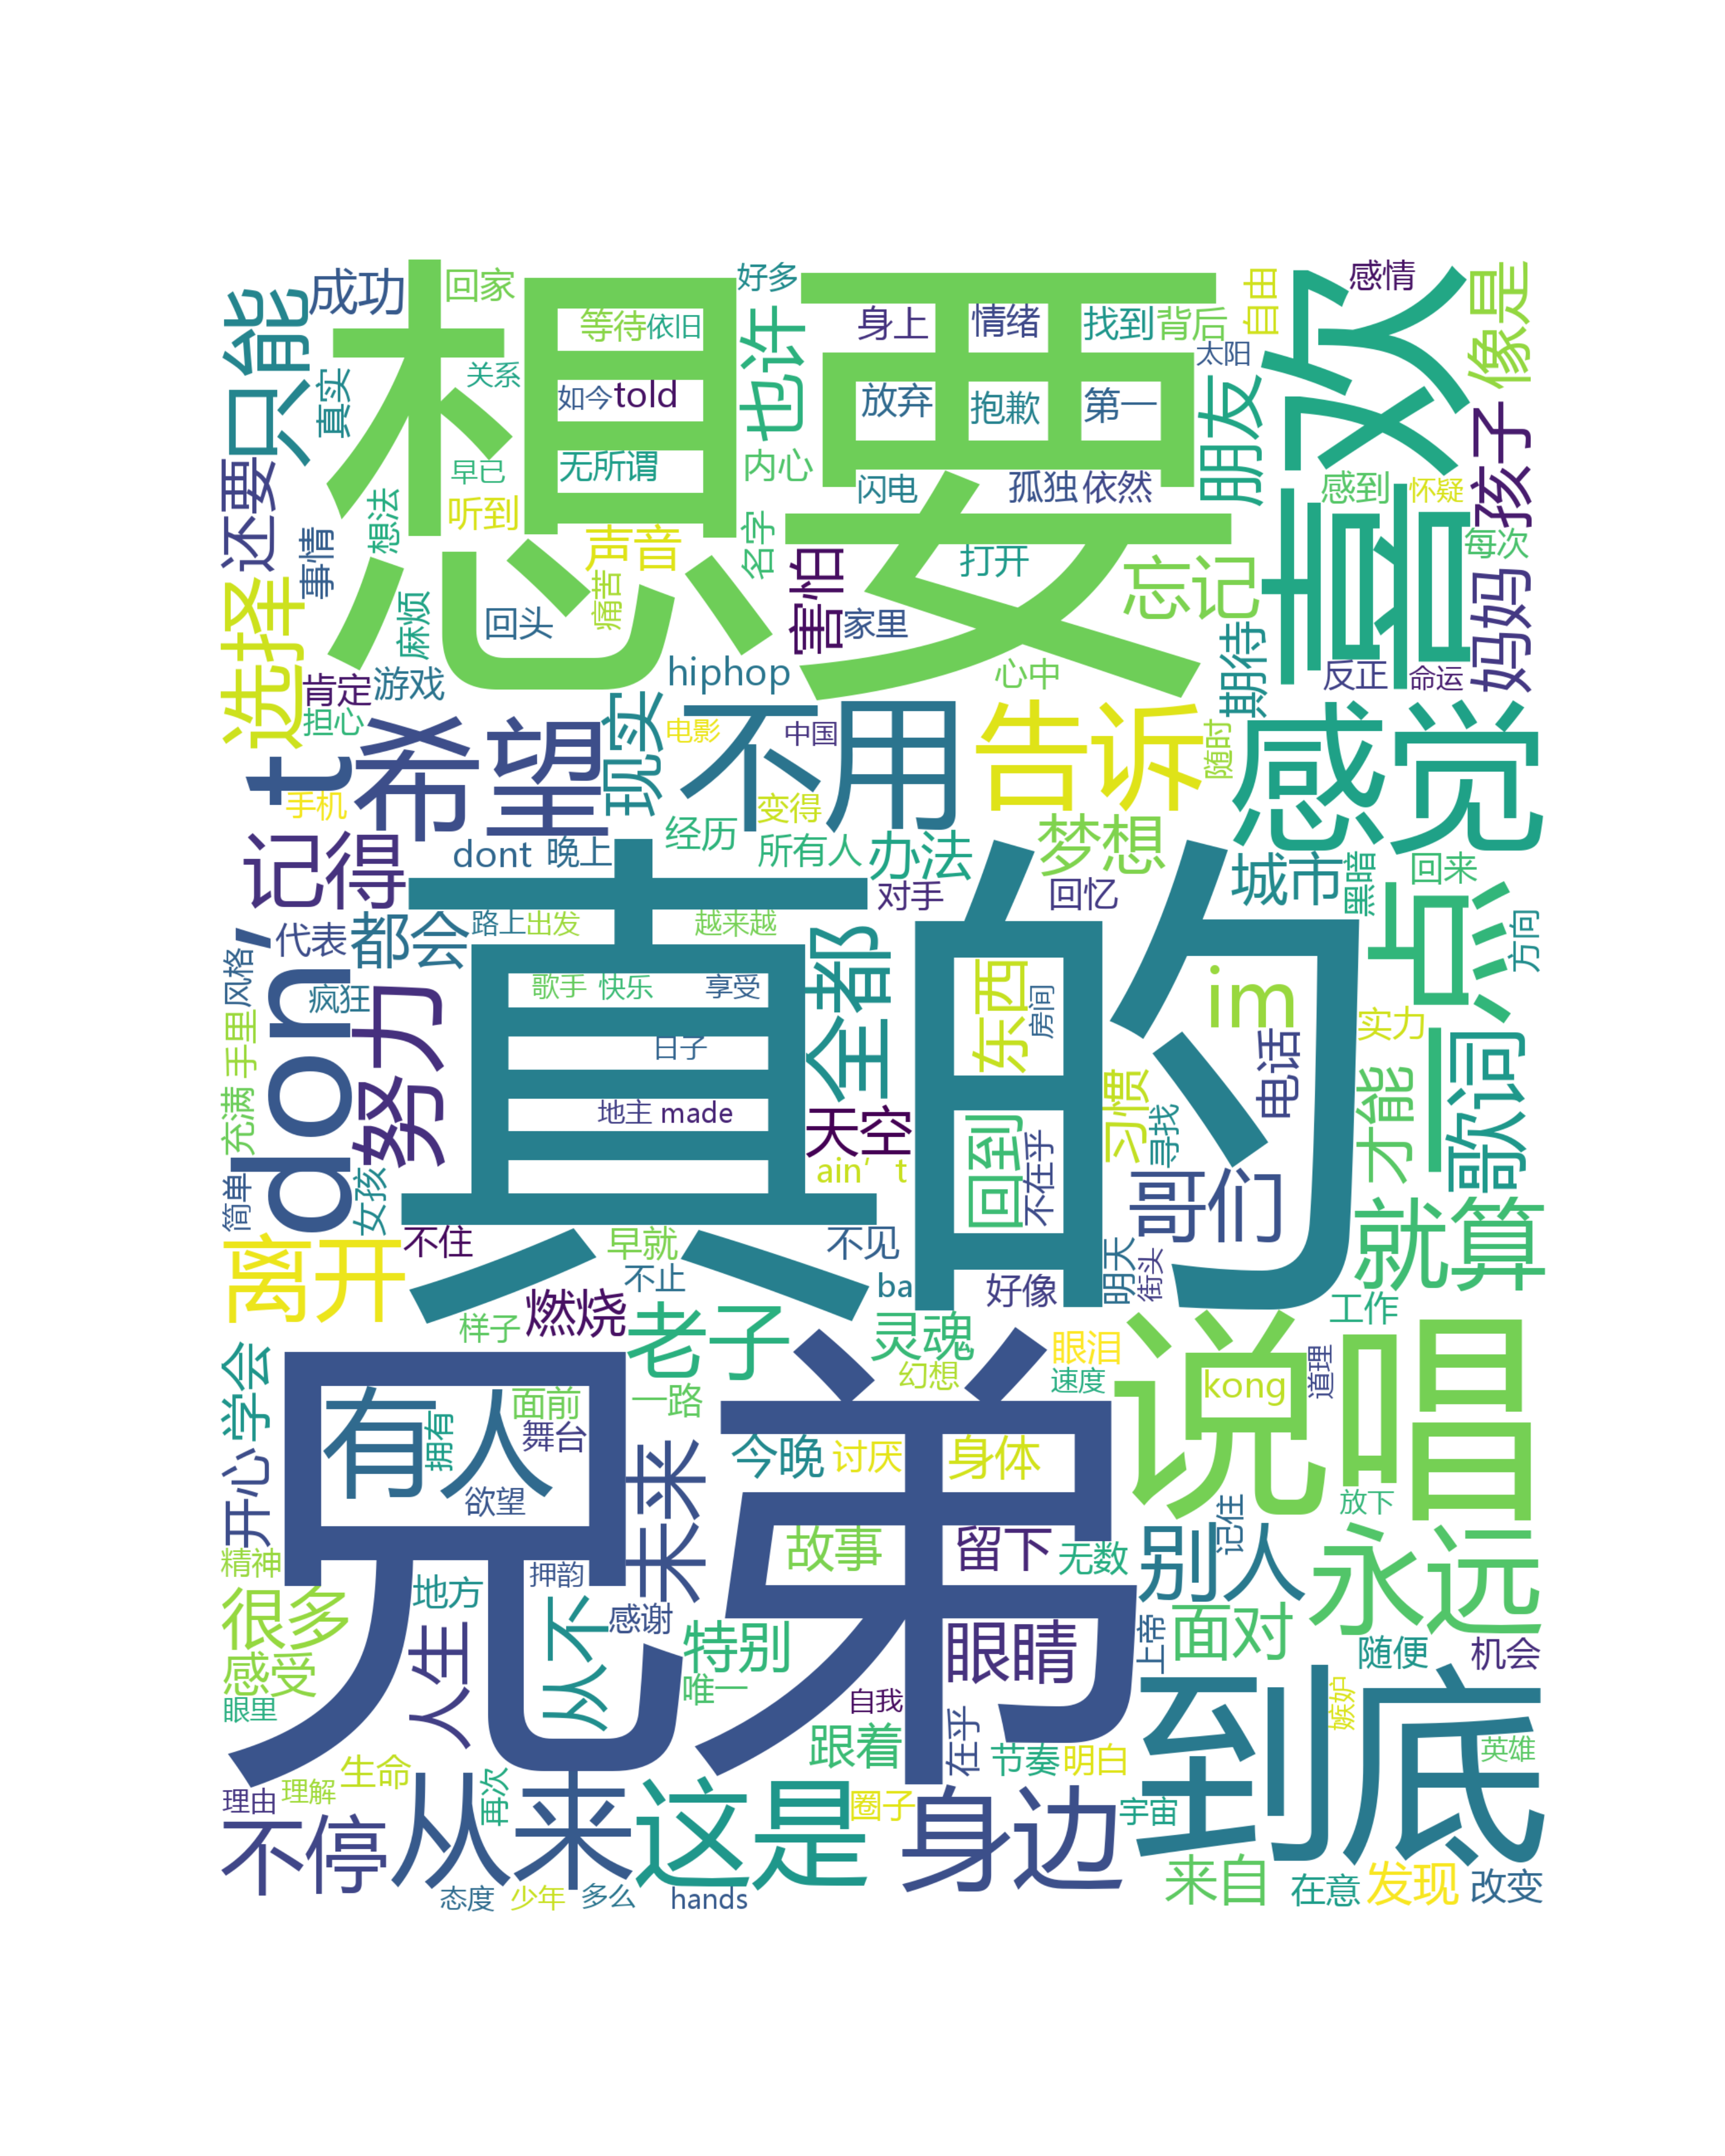 想要
真的
兄弟
喜欢
说唱
到底
感觉
一点
don't
希望
不用
告诉
只能
成功
回家
好多
等待
依旧
也许
身上
情绪
找到
背后
自由
感情
太阳
像是
真实
关系
如今
told
放弃
抱歉
第一
朋友
孩子
还要
早已
无所谓
内心
闪电
孤独
依然
感到
怀疑
每次
想法
听到
声音
名字
打开
忘记
事情
麻烦
痛苦
回头
害怕
家里
期待
反正
命运
妈妈
选择
肯定
游戏
担心
hiphop
心中
现实
电影
中国
随时
手机
变得
记得
dont
晚上
经历
所有人
办法
梦想
城市
黑暗
回来
对手
回忆
代表
都会
路上
出发
越来越
全都
方向
风格
疯狂
歌手
快乐
享受
东西
房间
im
实力
手里
努力
日子
电话
歌词
充满
地主
made
天空
习惯
寻找
才能
ain't
回到
不在乎
哥们
简单
女孩
不住
早就
不见
明天
街头
就算
离开
不止
ba
好像
工作
样子
燃烧
老子
灵魂
眼泪
道理
幻想
速度
kong
学会
有人
面前
一路
拥有
舞台
今晚
讨厌
身体
开心
欲望
未来
放下
记住
永远
精神
押韵
故事
留下
无数
别人
地方
很多
从不
感谢
特别
眼睛
上帝
面对
随便
机会
感受
人生
唯一
自我
嫉妒
眼里
跟着
在乎
节奏
明白
英雄
生命
理由
理解
再次
圈子
宇宙
不停
从来
这是
身边
来自
在意
发现
改变
态度
少年
多么
hands